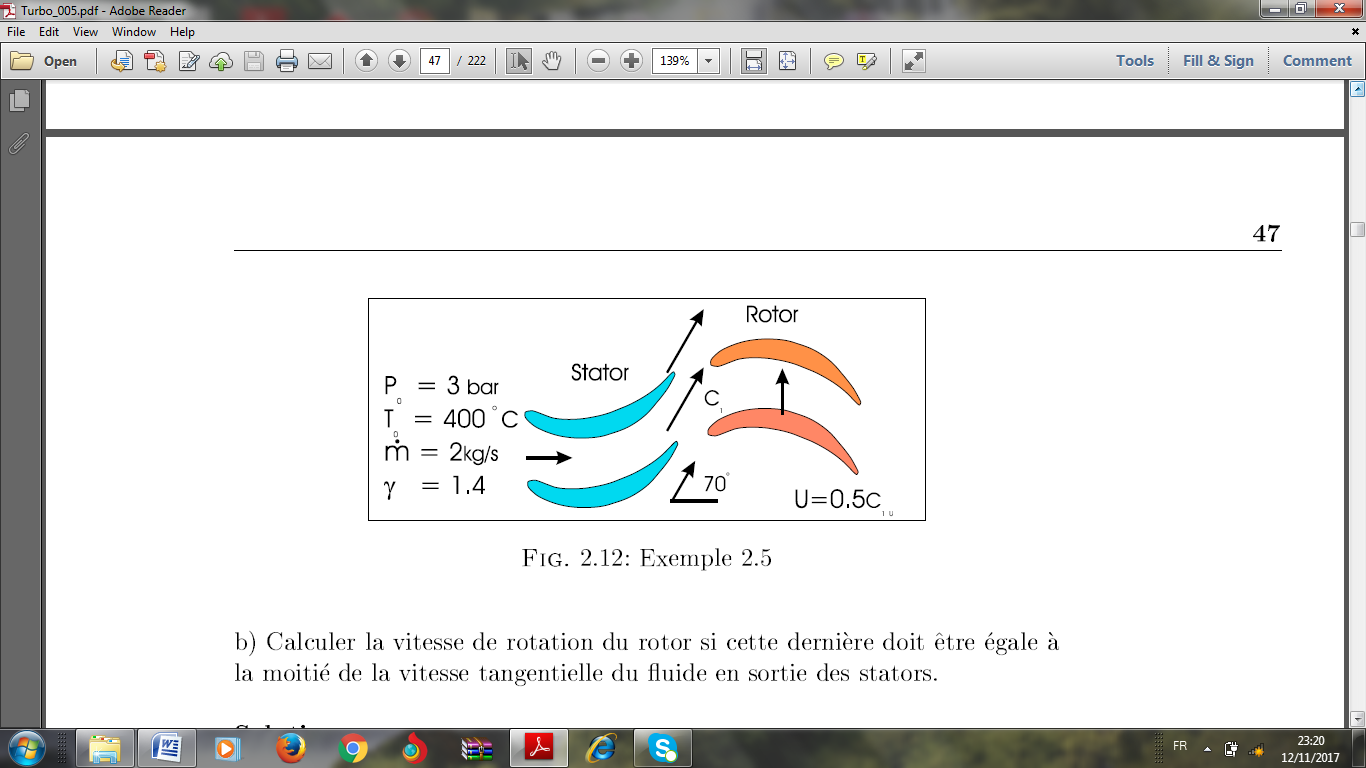 Turbo_005.pdf - Adobe Reader
File Edit View Window Help
Open 47 / 222 139% Tools Fill & Sign Comment
47
Rotor
Stator
P₀ = 3 bar
T₀ = 400 °C
ṁ = 2kg/s
γ = 1.4
C₁
70°
U=0.5C₁ᵤ
FIG. 2.12: Exemple 2.5
b) Calculer la vitesse de rotation du rotor si cette dernière doit être égale à
la moitié de la vitesse tangentielle du fluide en sortie des stators.
FR
23:20
12/11/2017